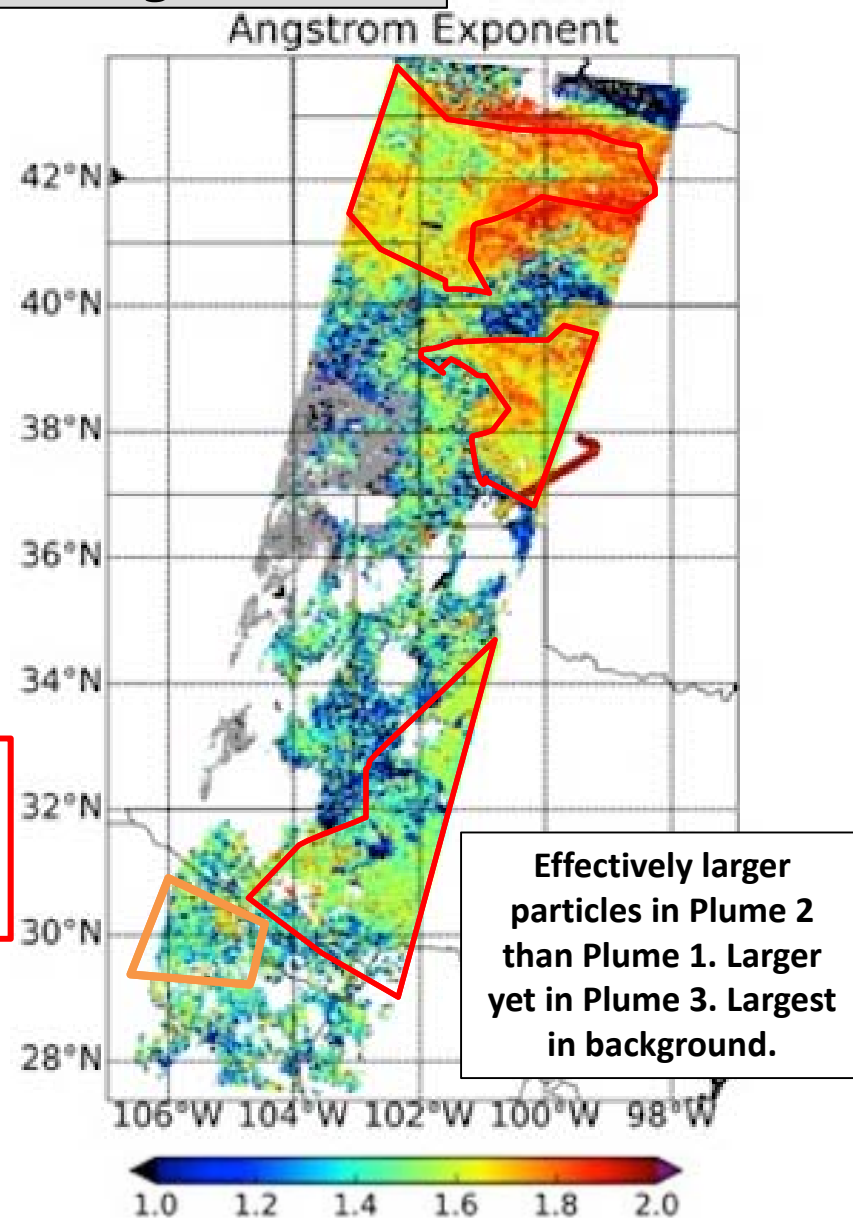 Angstrom Exponent
42°N
40°N
38°N
36°N
34°N
32°N
30°N
28°N
Effectively larger
particles in Plume 2
than Plume 1. Larger
yet in Plume 3. Largest
in background.
106°W 104°W 102°W 100°W 98°W
1.0 1.2 1.4 1.6 1.8 2.0